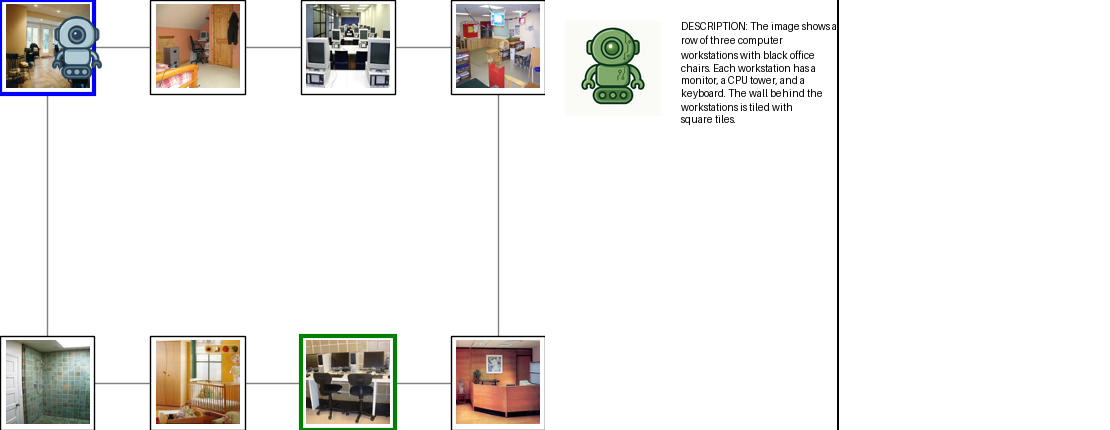 DESCRIPTION: The image shows a
row of three computer
workstations with black office
chairs. Each workstation has a
monitor, a CPU tower, and a
keyboard. The wall behind the
workstations is tiled with
square tiles.